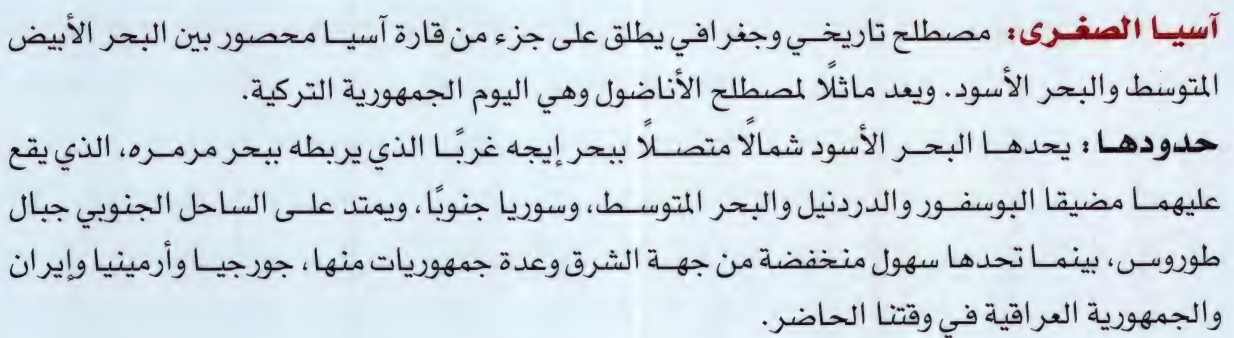 آسيا الصغرى: مصطلح تاريخي وجغرافي يطلق على جزء من قارة آسيا محصور بين البحر الأبيض
المتوسط والبحر الأسود. ويعد ماثلًا لمصطلح الأناضول وهي اليوم الجمهورية التركية.
حدودها: يحدها البحر الأسود شمالًا متصلًا ببحر إيجه غربًا الذي يربطه ببحر مرمره، الذي يقع
عليهما مضيقا البوسفور والدردنيل والبحر المتوسط، وسوريا جنوبًا، ويمتد على الساحل الجنوبي جبال
طوروس، بينما تحدها سهول منخفضة من جهة الشرق وعدة جمهوريات منها، جورجيا وأرمينيا وإيران
والجمهورية العراقية في وقتنا الحاضر.